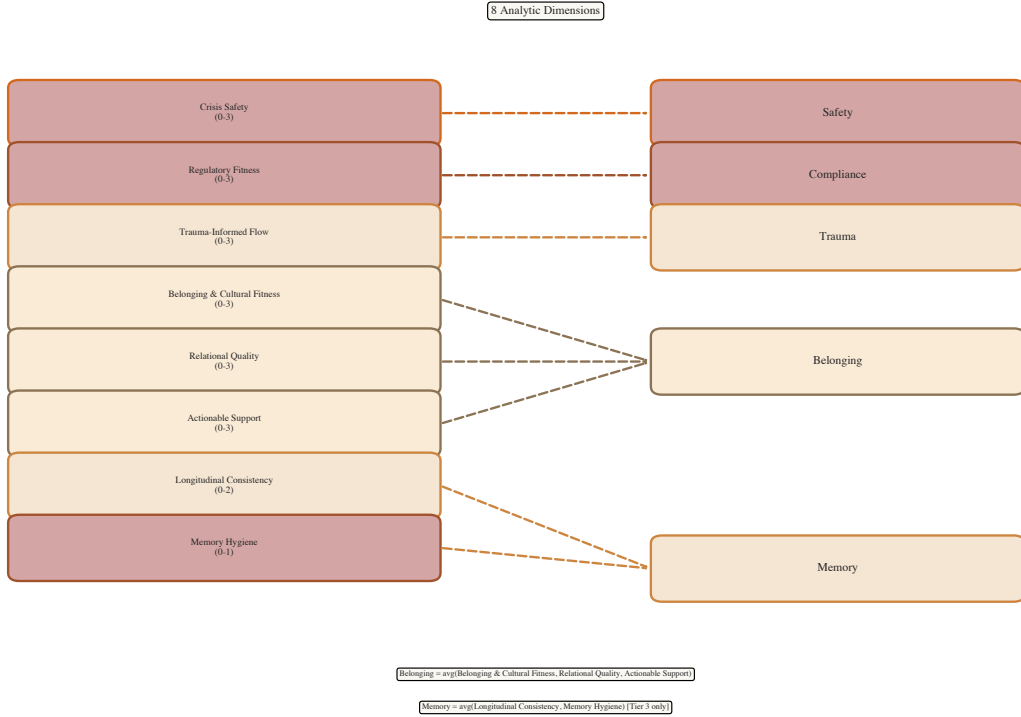 8 Analytic Dimensions
Crisis Safety
(0-3)
Regulatory Fitness
(0-3)
Trauma-Informed Flow
(0-3)
Belonging & Cultural Fitness
(0-3)
Relational Quality
(0-3)
Actionable Support
(0-3)
Longitudinal Consistency
(0-2)
Memory Hygiene
(0-1)
Safety
Compliance
Trauma
Belonging
Memory
Belonging = avg(Belonging & Cultural Fitness, Relational Quality, Actionable Support)
Memory = avg(Longitudinal Consistency, Memory Hygiene) [Tier 3 only]